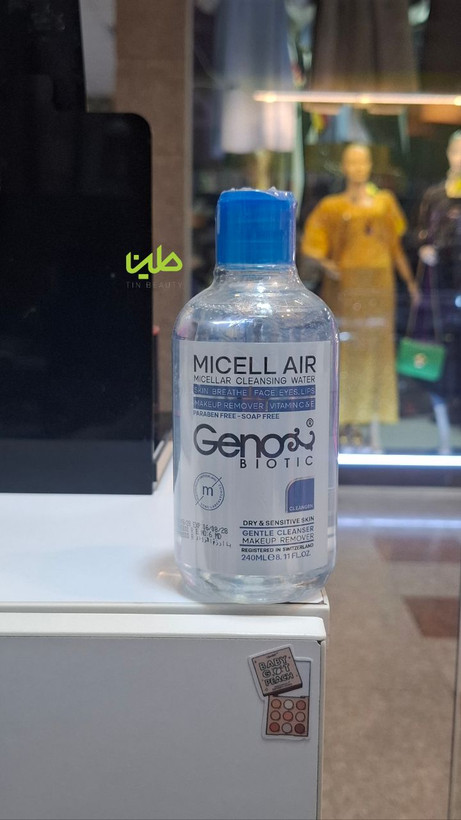 طین
TIN BEAUTY
MICELL AIR
MICELLAR CLEANSING WATER
SKIN BREATHE | FACE, EYES, LIPS
MAKEUP REMOVER | VITAMIN C & E
PARABEN FREE - SOAP FREE
Geno ®
BIOTIC
m
CLEANSER
DRY & SENSITIVE SKIN
GENTLE CLEANSER
MAKEUP REMOVER
REGISTERED IN SWITZERLAND
240ML℮8.11 FL.OZ.
BABY
GOT
PEACH